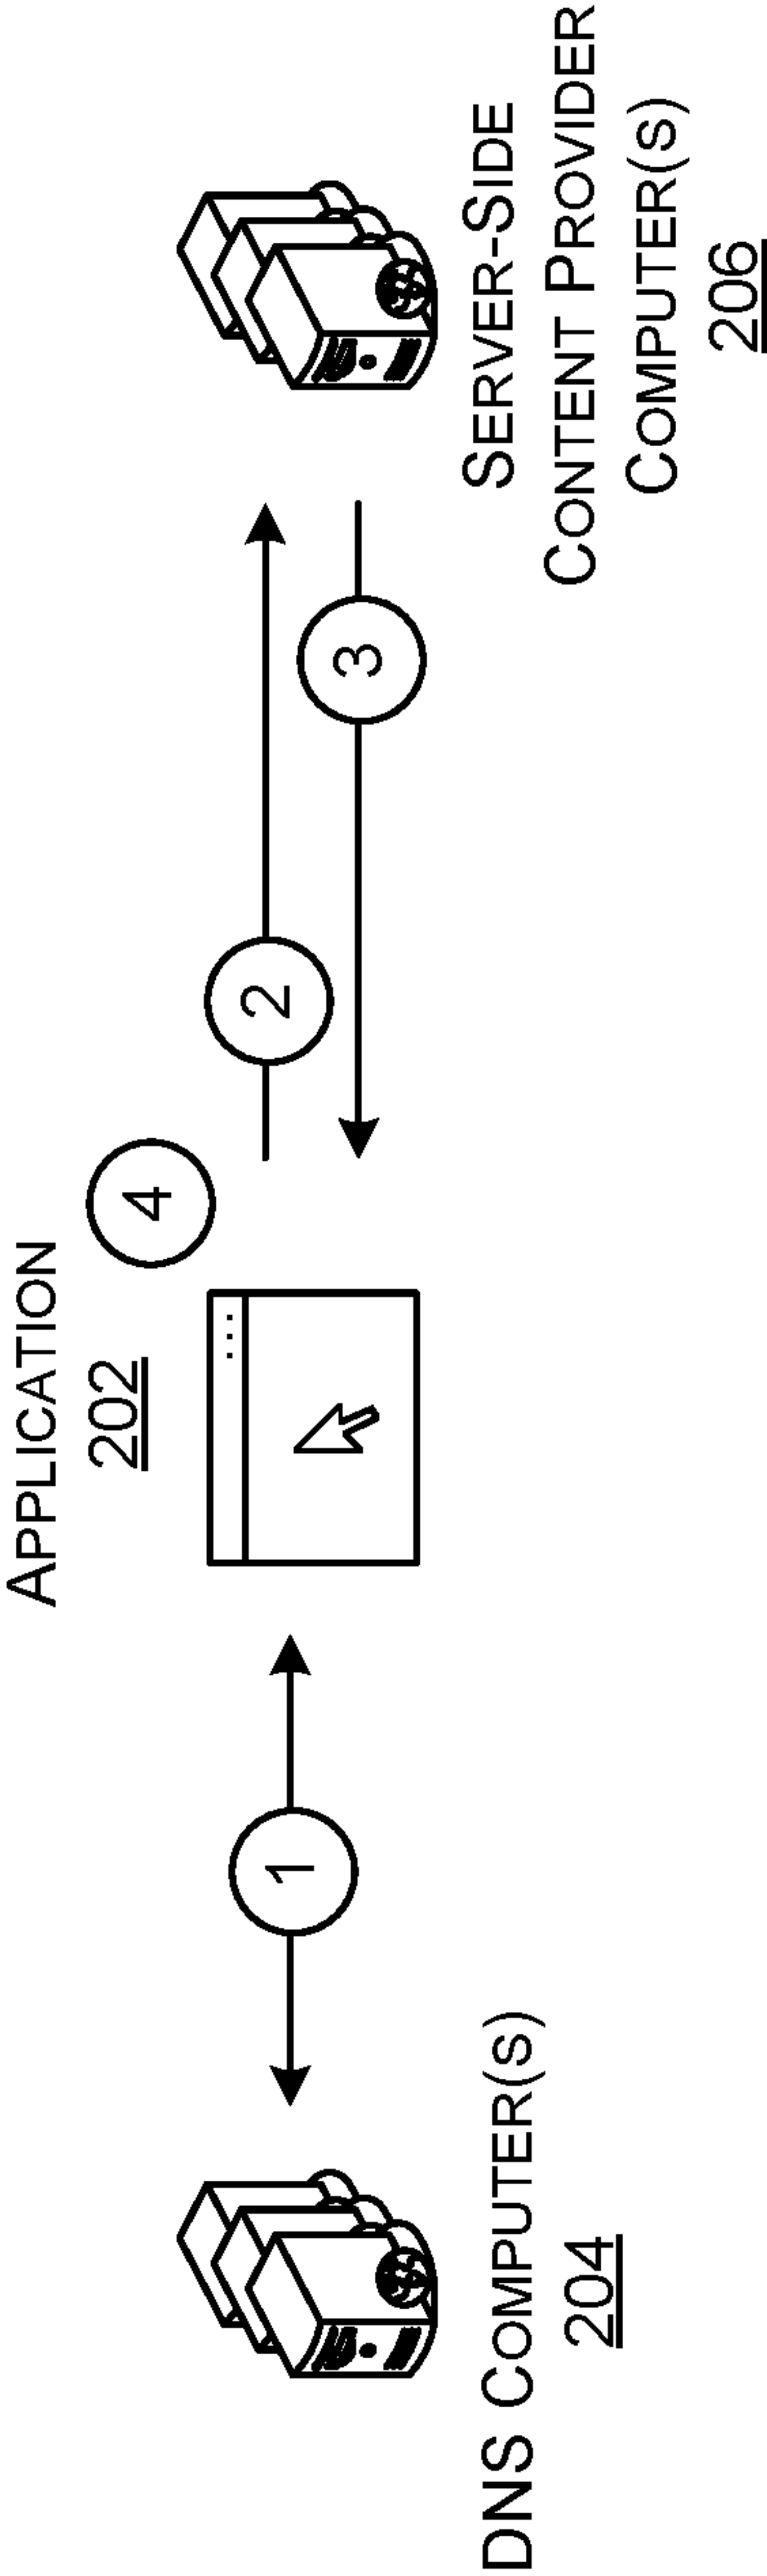 APPLICATION
202
4
1
2
3
DNS COMPUTER(S)
204
SERVER-SIDE
CONTENT PROVIDER
COMPUTER(S)
206